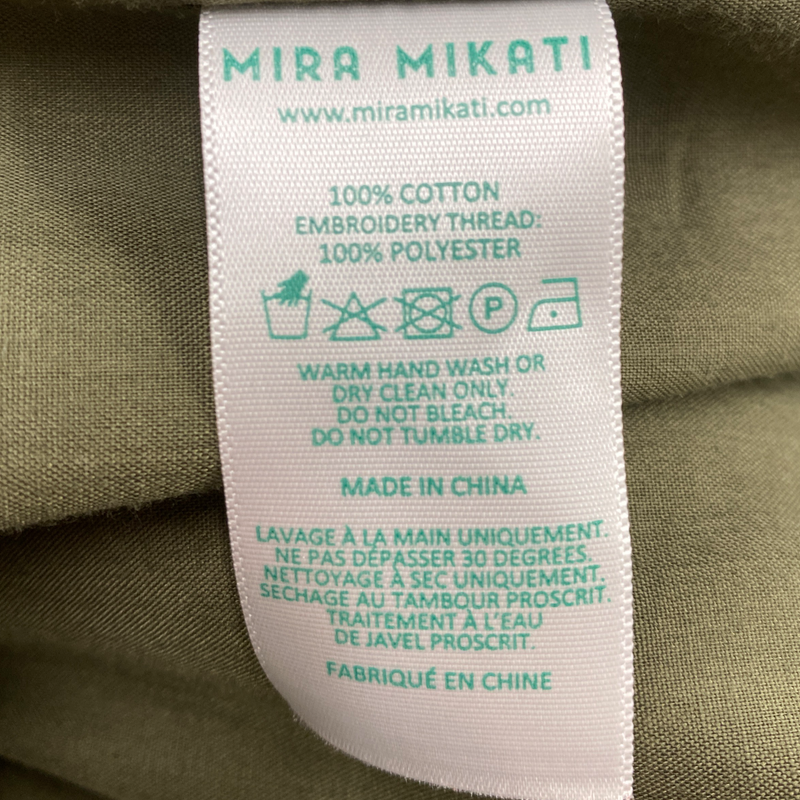 MIRA MIKATI
www.miramikati.com
100% COTTON
EMBROIDERY THREAD:
100% POLYESTER
P
WARM HAND WASH OR
DRY CLEAN ONLY.
DO NOT BLEACH.
DO NOT TUMBLE DRY.
MADE IN CHINA
LAVAGE À LA MAIN UNIQUEMENT.
NE PAS DÉPASSER 30 DEGREES.
NETTOYAGE À SEC UNIQUEMENT.
SECHAGE AU TAMBOUR PROSCRIT.
TRAITEMENT À L'EAU
DE JAVEL PROSCRIT.
FABRIQUÉ EN CHINE